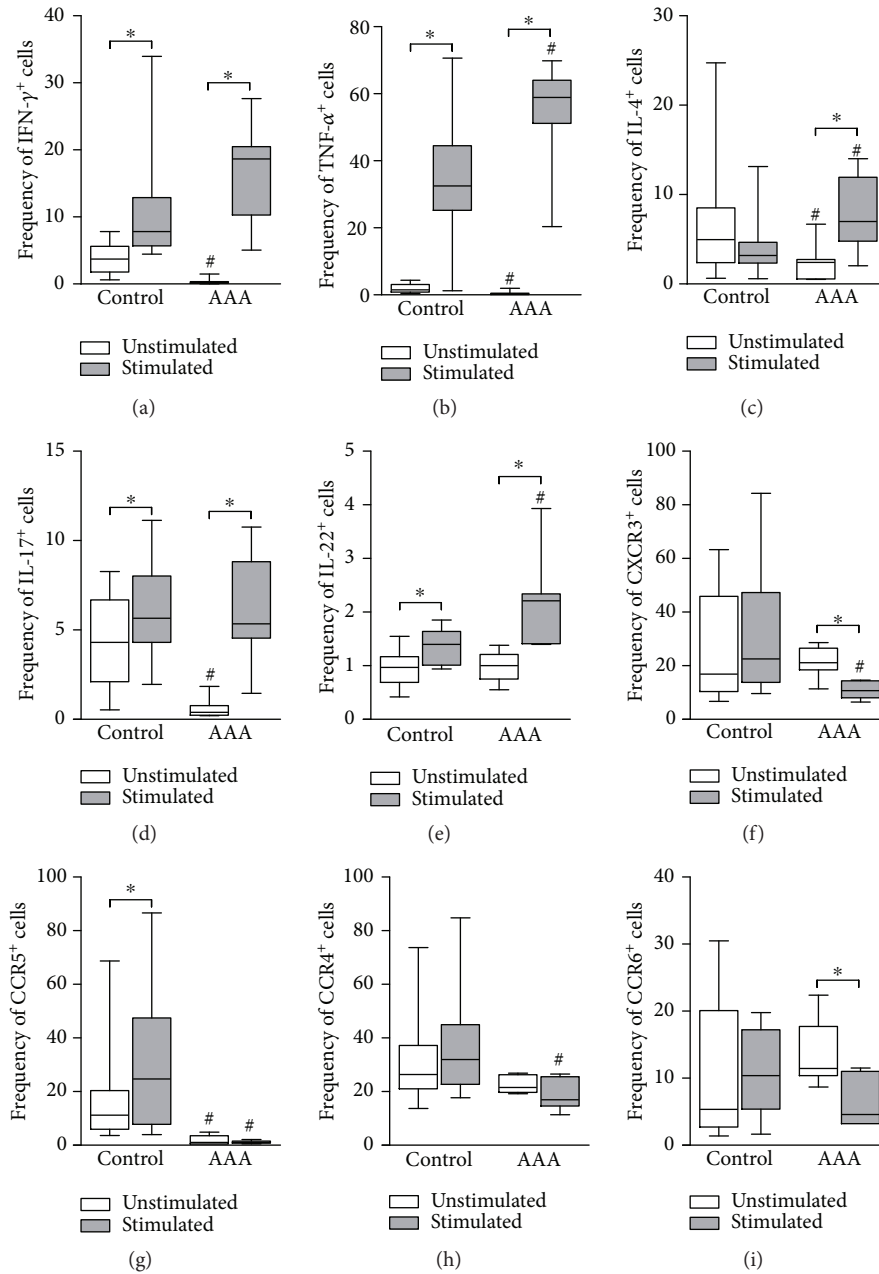 Frequency of IFN-γ⁺ cells
40
30
20
10
0
*
*
#
Control
AAA
Unstimulated
Stimulated
(a)
Frequency of TNF-α⁺ cells
80
60
40
20
0
*
*
#
#
Control
AAA
Unstimulated
Stimulated
(b)
Frequency of IL-4⁺ cells
30
20
10
0
*
#
#
Control
AAA
Unstimulated
Stimulated
(c)
Frequency of IL-17⁺ cells
15
10
5
0
*
*
#
Control
AAA
Unstimulated
Stimulated
(d)
Frequency of IL-22⁺ cells
5
4
3
2
1
0
*
*
#
Control
AAA
Unstimulated
Stimulated
(e)
Frequency of CXCR3⁺ cells
100
80
60
40
20
0
*
#
Control
AAA
Unstimulated
Stimulated
(f)
Frequency of CCR5⁺ cells
100
80
60
40
20
0
*
#
#
Control
AAA
Unstimulated
Stimulated
(g)
Frequency of CCR4⁺ cells
100
80
60
40
20
0
#
Control
AAA
Unstimulated
Stimulated
(h)
Frequency of CCR6⁺ cells
40
30
20
10
0
*
Control
AAA
Unstimulated
Stimulated
(i)